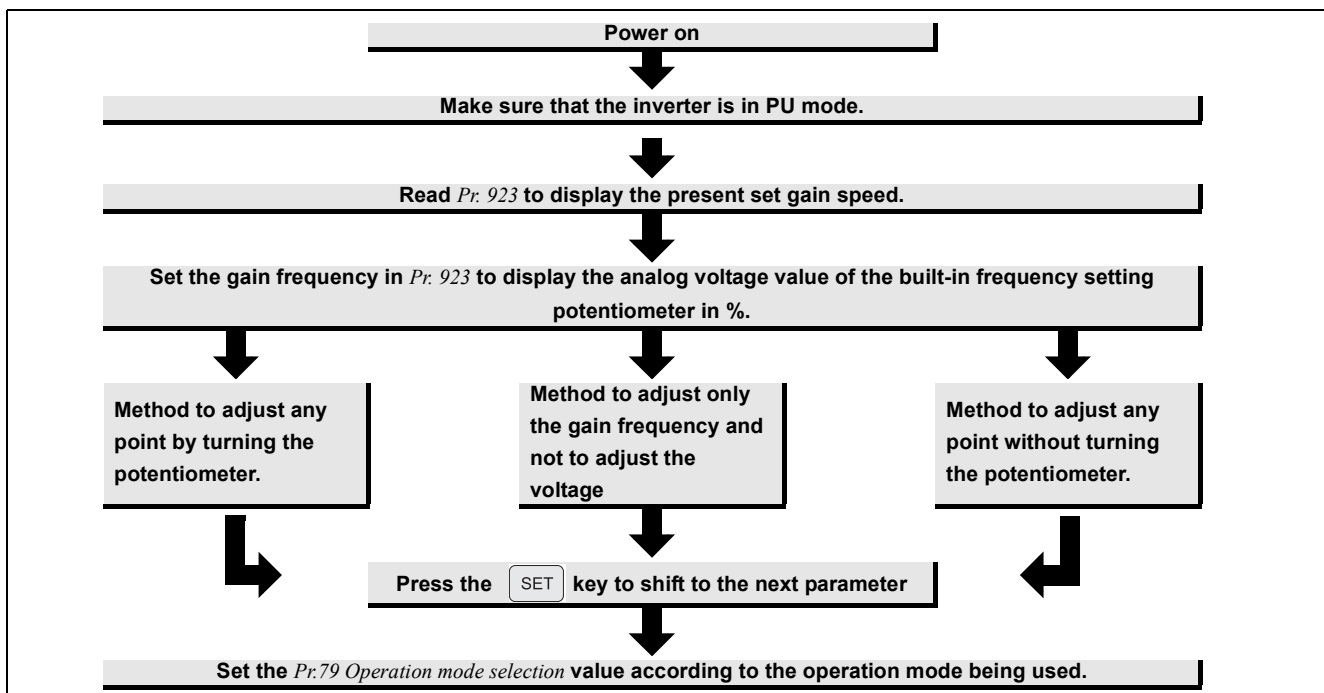 Power on
Make sure that the inverter is in PU mode.
Read Pr. 923 to display the present set gain speed.
Set the gain frequency in Pr. 923 to display the analog voltage value of the built-in frequency setting
potentiometer in %.
Method to adjust any
point by turning the
potentiometer.
Method to adjust only
the gain frequency and
not to adjust the
voltage
Method to adjust any
point without turning
the potentiometer.
Press the SET key to shift to the next parameter
Set the Pr.79 Operation mode selection value according to the operation mode being used.